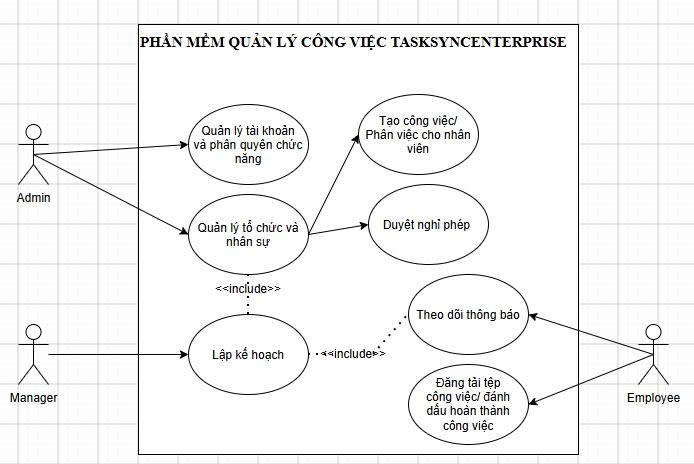 PHẦN MỀM QUẢN LÝ CÔNG VIỆC TASKSYNCENTERPRISE
Quản lý tài khoản
và phân quyên chức
năng
Tạo công việc/
Phân việc cho nhân
viên
Admin
Quản lý tổ chức và
nhân sự
Duyệt nghỉ phép
<<include>>
Theo dõi thông báo
Lập kế hoạch
<<include>>
Manager
Đăng tải tệp
công việc/ đánh
dấu hoàn thành
công việc
Employee